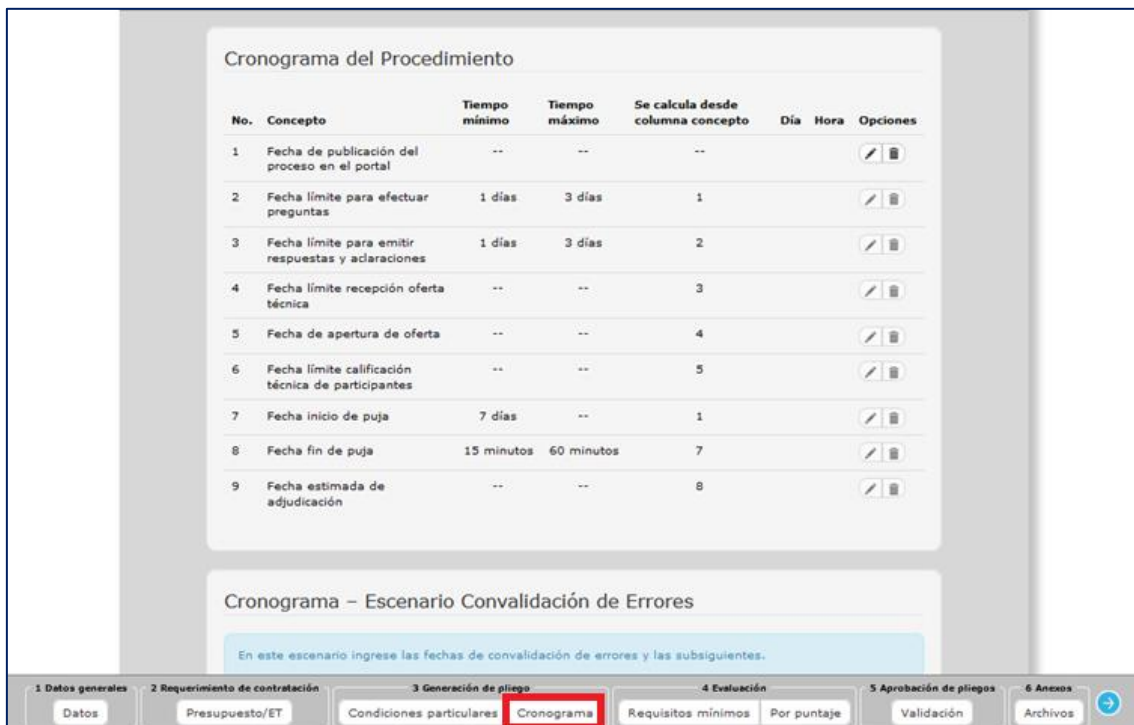 Cronograma del Procedimiento
Tiempo Tiempo Se calcula desde
No. Concepto mínimo máximo columna concepto Día Hora Opciones
1 Fecha de publicación del -- -- --
proceso en el portal
2 Fecha límite para efectuar 1 días 3 días 1
preguntas
3 Fecha límite para emitir 1 días 3 días 2
respuestas y aclaraciones
4 Fecha límite recepción oferta -- -- 3
técnica
5 Fecha de apertura de oferta -- -- 4
6 Fecha límite calificación -- -- 5
técnica de participantes
7 Fecha inicio de puja 7 días -- 1
8 Fecha fin de puja 15 minutos 60 minutos 7
9 Fecha estimada de -- -- 8
adjudicación
Cronograma – Escenario Convalidación de Errores
En este escenario ingrese las fechas de convalidación de errores y las subsiguientes.
1 Datos generales 2 Requerimiento de contratación 3 Generación de pliego 4 Evaluación 5 Aprobación de pliegos 6 Anexos
Datos Presupuesto/ET Condiciones particulares Cronograma Requisitos mínimos Por puntaje Validación Archivos